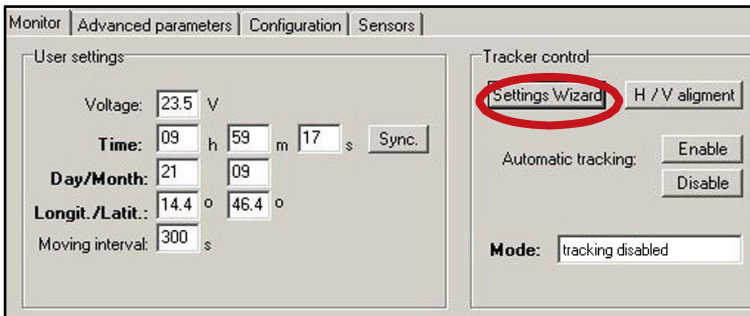 Monitor Advanced parameters Configuration Sensors
User settings
Voltage: 23.5 V
Time: 09 h 59 m 17 s Sync.
Day/Month: 21 09
Longit./Latit.: 14.4 ° 46.4 °
Moving interval: 300 s
Tracker control
Settings Wizard H / V aligment
Automatic tracking: Enable
Disable
Mode: tracking disabled